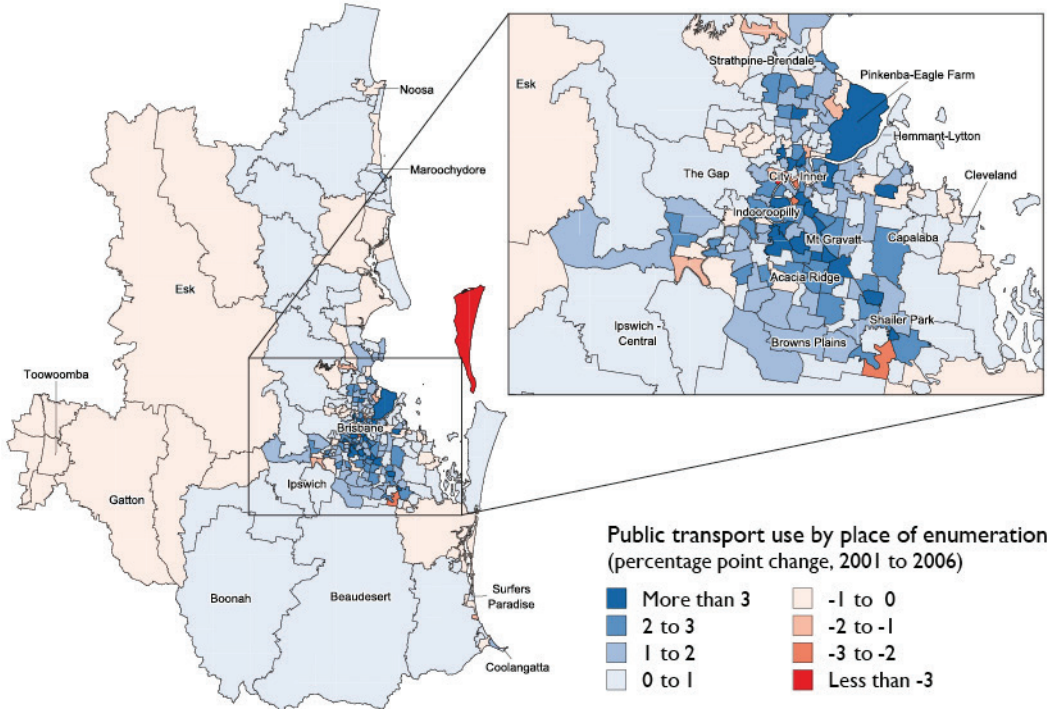 Noosa
Maroochydore
Esk
Toowoomba
Brisbane
Gatton
Ipswich
Boonah
Beaudesert
Surfers
Paradise
Coolangatta
Strathpine-Brendale
Pinkenba-Eagle Farm
Esk
Hemmant-Lytton
The Gap
City - Inner
Cleveland
Indooroopilly
Mt Gravatt
Capalaba
Acacia Ridge
Ipswich -
Central
Shailer Park
Browns Plains
Public transport use by place of enumeration
(percentage point change, 2001 to 2006)
More than 3
2 to 3
1 to 2
0 to 1
-1 to 0
-2 to -1
-3 to -2
Less than -3